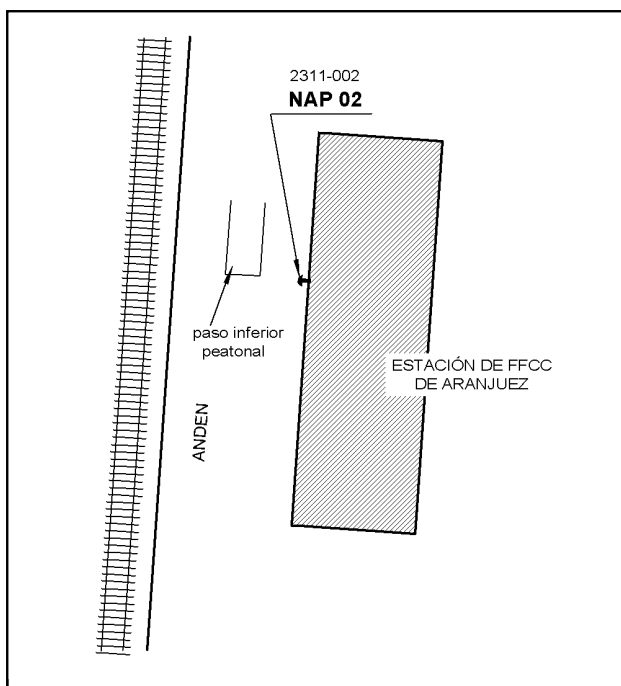 2311-002
NAP 02
paso inferior
peatonal
ESTACIÓN DE FFCC
DE ARANJUEZ
ANDEN